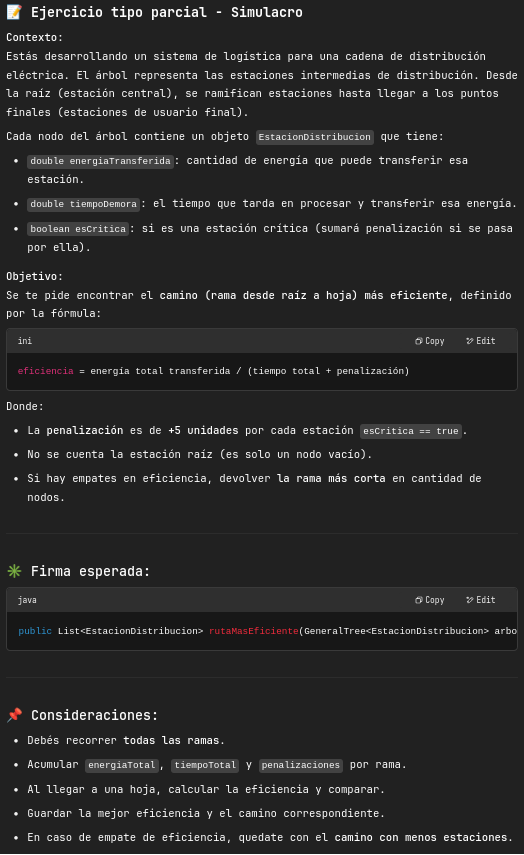 📝 Ejercicio tipo parcial - Simulacro
Contexto:
Estás desarrollando un sistema de logística para una cadena de distribución
eléctrica. El árbol representa las estaciones intermedias de distribución. Desde
la raíz (estación central), se ramifican estaciones hasta llegar a los puntos
finales (estaciones de usuario final).
Cada nodo del árbol contiene un objeto EstacionDistribucion que tiene:
• double energiaTransferida: cantidad de energía que puede transferir esa
estación.
• double tiempoDemora: el tiempo que tarda en procesar y transferir esa energía.
• boolean esCritica: si es una estación crítica (sumará penalización si se pasa
por ella).
Objetivo:
Se te pide encontrar el camino (rama desde raíz a hoja) más eficiente, definido
por la fórmula:
ini Copy Edit
eficiencia = energía total transferida / (tiempo total + penalización)
Donde:
• La penalización es de +5 unidades por cada estación esCritica == true.
• No se cuenta la estación raíz (es solo un nodo vacío).
• Si hay empates en eficiencia, devolver la rama más corta en cantidad de
nodos.
✳️ Firma esperada:
java Copy Edit
public List<EstacionDistribucion> rutaMasEficiente(GeneralTree<EstacionDistribucion> arbo
📌 Consideraciones:
• Debés recorrer todas las ramas.
• Acumular energiaTotal, tiempoTotal y penalizaciones por rama.
• Al llegar a una hoja, calcular la eficiencia y comparar.
• Guardar la mejor eficiencia y el camino correspondiente.
• En caso de empate de eficiencia, quedate con el camino con menos estaciones.